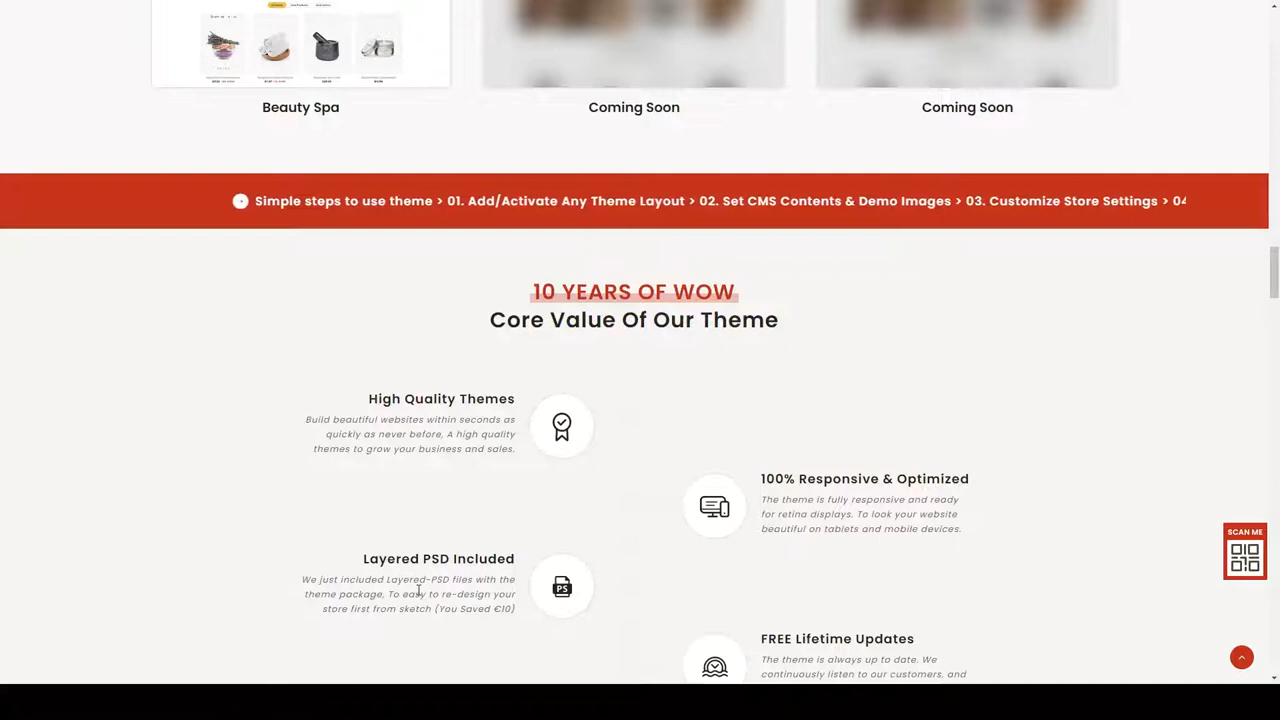 Beauty Spa
Coming Soon
Coming Soon
Simple steps to use theme > 01. Add/Activate Any Theme Layout > 02. Set CMS Contents & Demo Images > 03. Customize Store Settings > 04
10 YEARS OF WOW
Core Value Of Our Theme
High Quality Themes
Build beautiful websites within seconds as
quickly as never before, A high quality
themes to grow your business and sales.
100% Responsive & Optimized
The theme is fully responsive and ready
for retina displays. To look your website
beautiful on tablets and mobile devices.
SCAN ME
Layered PSD Included
We just included Layered-PSD files with the
theme package, To easy to re-design your
store first from sketch (You Saved €10)
PS
FREE Lifetime Updates
The theme is always up to date. We
continuously listen to our customers, and